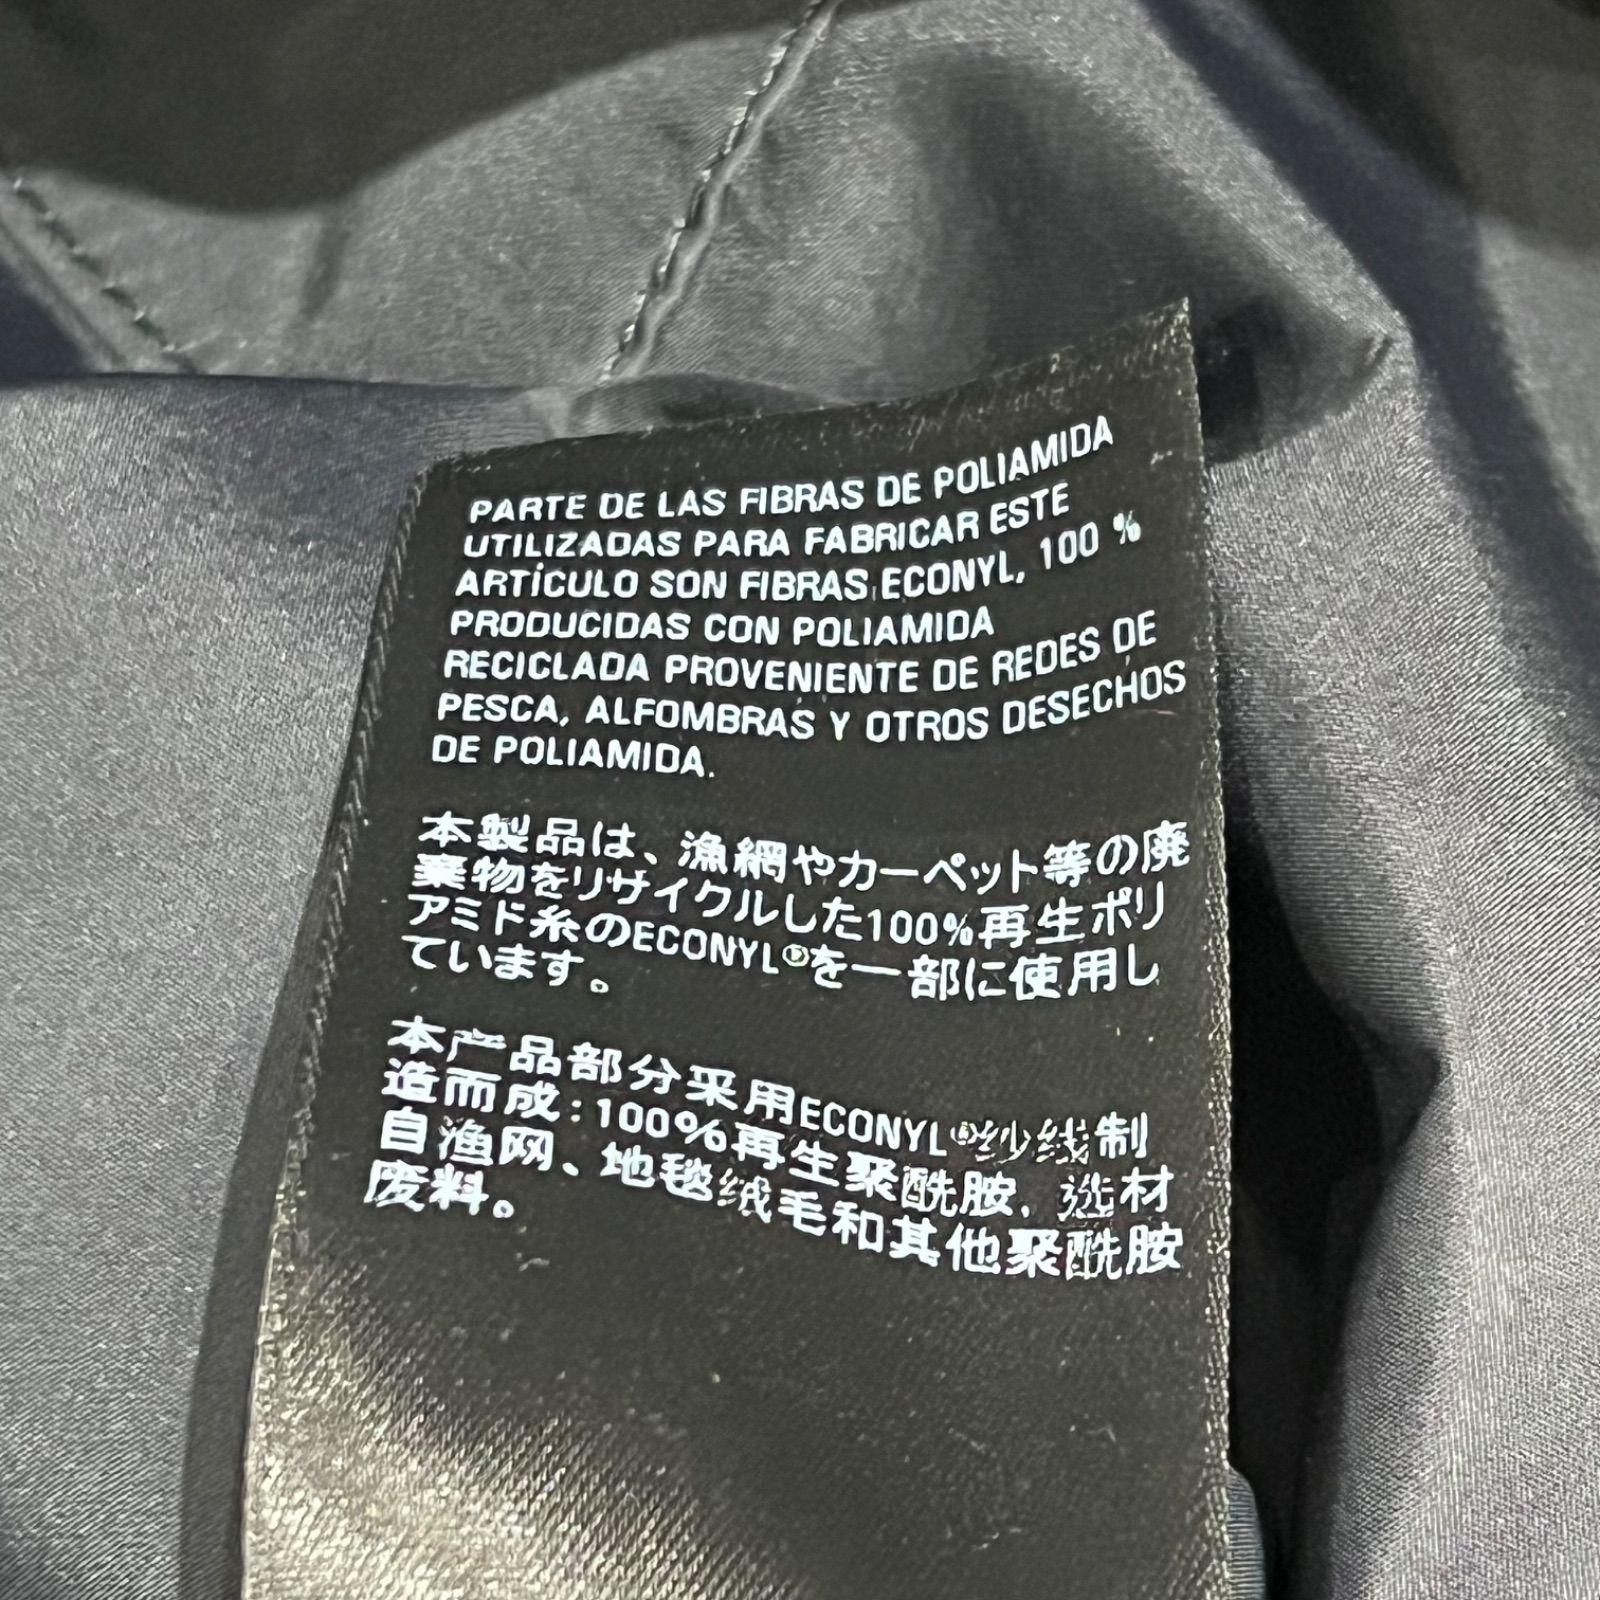 PARTE DE LAS FIBRAS DE POLIAMIDA
UTILIZADAS PARA FABRICAR ESTE
ARTÍCULO SON FIBRAS ECONYL, 100 %
PRODUCIDAS CON POLIAMIDA
RECICLADA PROVENIENTE DE REDES DE
PESCA, ALFOMBRAS Y OTROS DESECHOS
DE POLIAMIDA.
本製品は、漁網やカーペット等の廃
棄物をリサイクルした100%再生ポリ
アミド糸のECONYL®を一部に使用し
ています。
本产品部分采用ECONYL®纱线制
造而成:100%再生聚酰胺, 选材
自渔网、地毯绒毛和其他聚酰胺
废料。